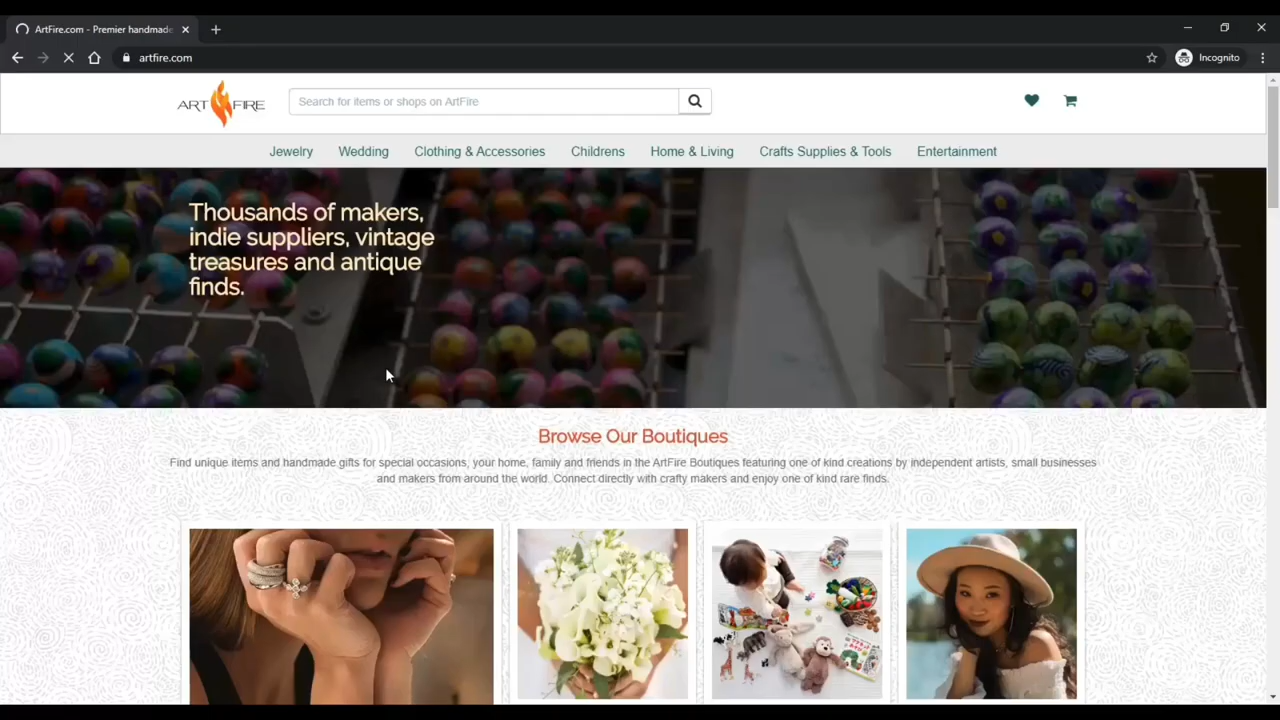 ArtFire.com - Premier handmade
artfire.com
Incognito
ART FIRE
Search for items or shops on ArtFire
Jewelry Wedding Clothing & Accessories Childrens Home & Living Crafts Supplies & Tools Entertainment
Thousands of makers,
indie suppliers, vintage
treasures and antique
finds.
Browse Our Boutiques
Find unique items and handmade gifts for special occasions, your home, family and friends in the ArtFire Boutiques featuring one of kind creations by independent artists, small businesses
and makers from around the world. Connect directly with crafty makers and enjoy one of kind rare finds.